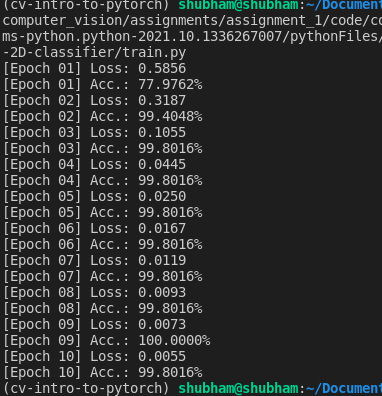 (cv-intro-to-pytorch) shubham@shubham:~/Document
computer_vision/assignments/assignment_1/code/co
ms-python.python-2021.10.1336267007/pythonFiles/
-2D-classifier/train.py
[Epoch 01] Loss: 0.5856
[Epoch 01] Acc.: 77.9762%
[Epoch 02] Loss: 0.3187
[Epoch 02] Acc.: 99.4048%
[Epoch 03] Loss: 0.1055
[Epoch 03] Acc.: 99.8016%
[Epoch 04] Loss: 0.0445
[Epoch 04] Acc.: 99.8016%
[Epoch 05] Loss: 0.0250
[Epoch 05] Acc.: 99.8016%
[Epoch 06] Loss: 0.0167
[Epoch 06] Acc.: 99.8016%
[Epoch 07] Loss: 0.0119
[Epoch 07] Acc.: 99.8016%
[Epoch 08] Loss: 0.0093
[Epoch 08] Acc.: 99.8016%
[Epoch 09] Loss: 0.0073
[Epoch 09] Acc.: 100.0000%
[Epoch 10] Loss: 0.0055
[Epoch 10] Acc.: 99.8016%
(cv-intro-to-pytorch) shubham@shubham:~/Document